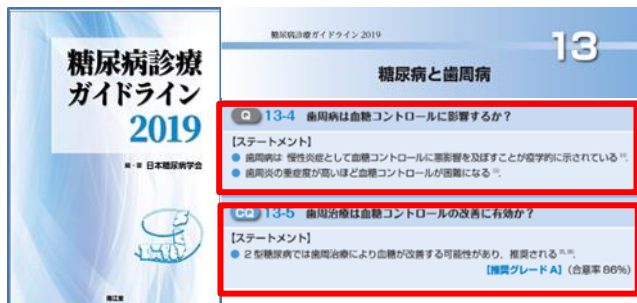 糖尿病診療
ガイドライン
2019
編・著 日本糖尿病学会
南江堂
糖尿病診療ガイドライン 2019
13
糖尿病と歯周病
Q 13-4 歯周病は血糖コントロールに影響するか？
【ステートメント】
● 歯周病は 慢性炎症として血糖コントロールに悪影響を及ぼすことが疫学的に示されている
● 歯周炎の重症度が高いほど血糖コントロールが困難になる
CQ 13-5 歯周治療は血糖コントロールの改善に有効か？
【ステートメント】
● 2型糖尿病では歯周治療により血糖が改善する可能性があり、推奨される
【推奨グレード A】（合意率 86%）